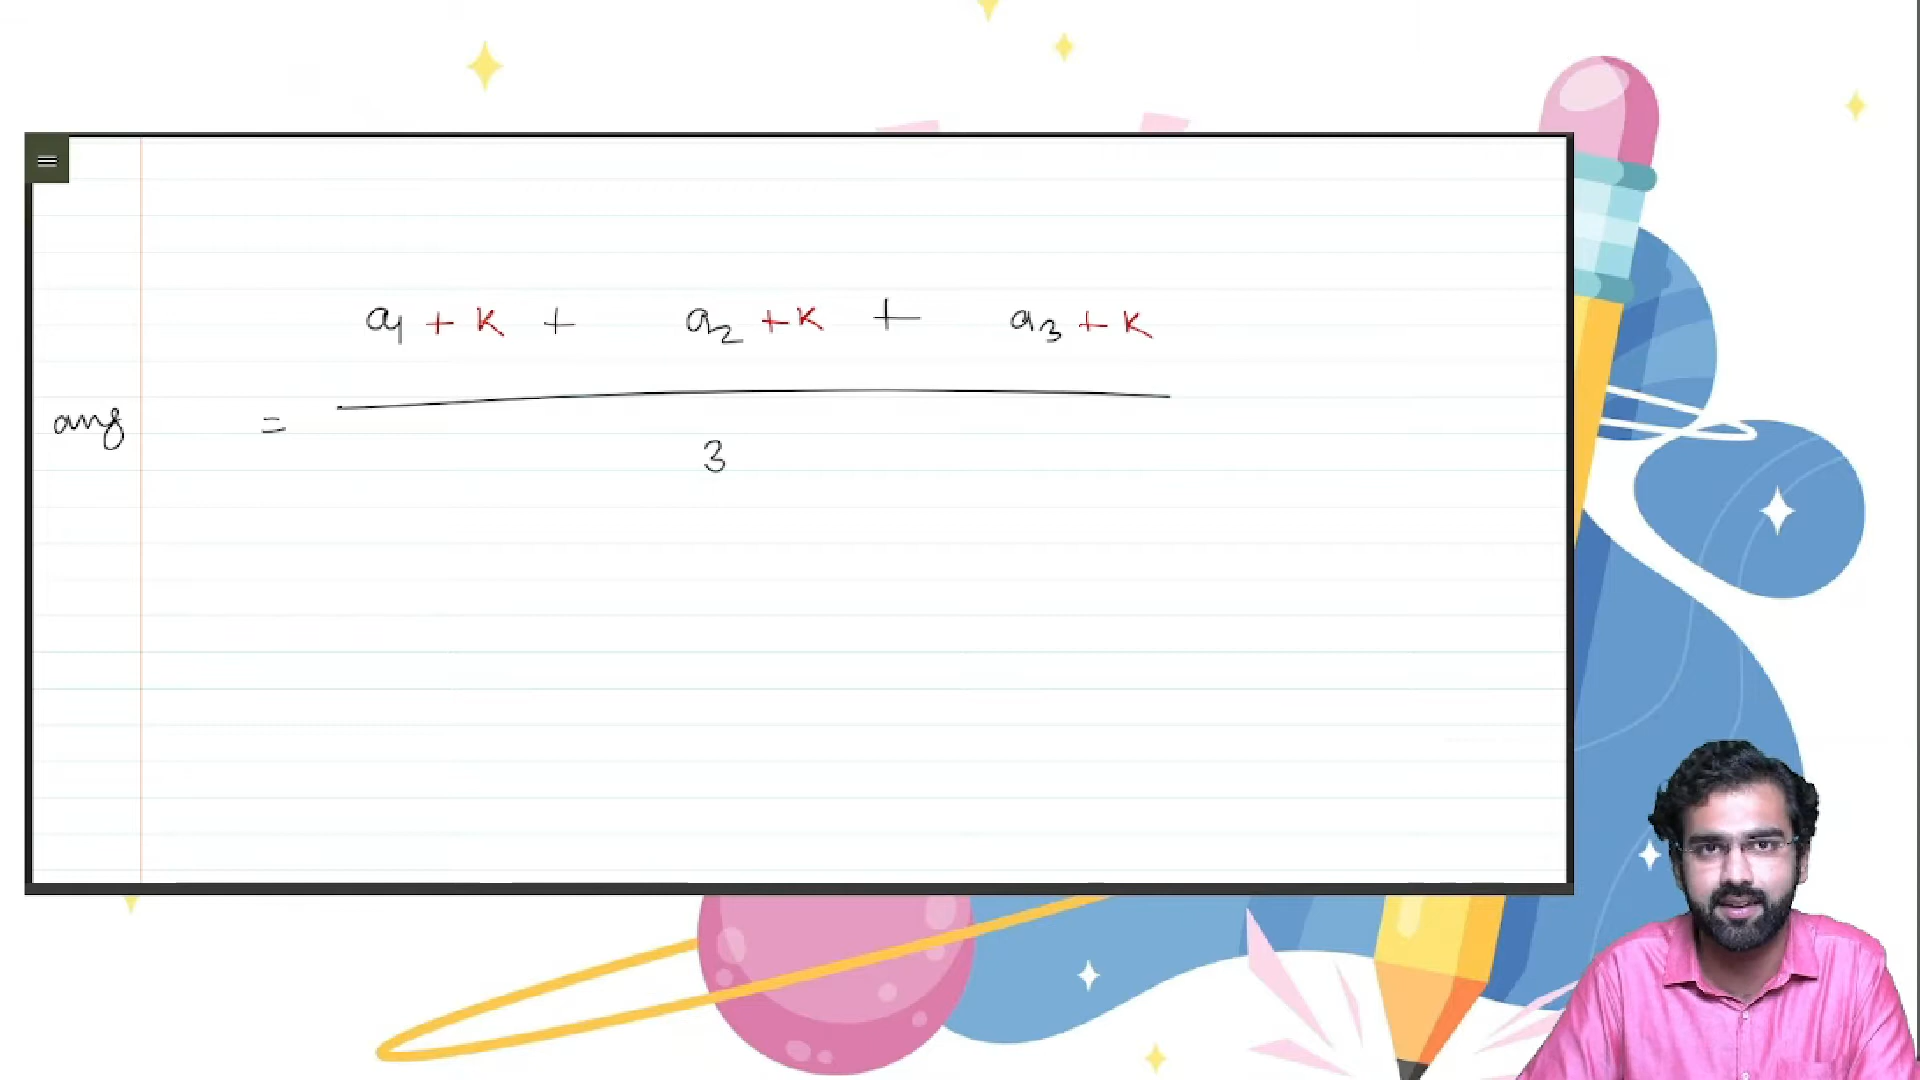 a₁ + K + a₂ + K + a₃ + K
avg =
3